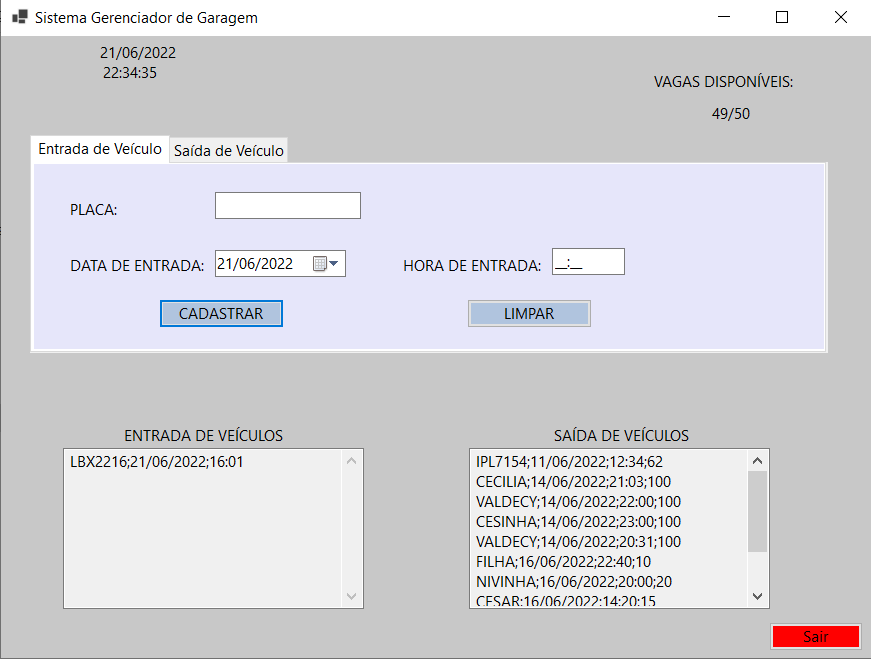 Sistema Gerenciador de Garagem
21/06/2022
22:34:35
VAGAS DISPONÍVEIS:
49/50
Entrada de Veículo
Saída de Veículo
PLACA:
DATA DE ENTRADA:
21/06/2022
HORA DE ENTRADA:
__:__
CADASTRAR
LIMPAR
ENTRADA DE VEÍCULOS
LBX2216;21/06/2022;16:01
SAÍDA DE VEÍCULOS
IPL7154;11/06/2022;12:34;62
CECILIA;14/06/2022;21:03;100
VALDECY;14/06/2022;22:00;100
CESINHA;14/06/2022;23:00;100
VALDECY;14/06/2022;20:31;100
FILHA;16/06/2022;22:40;10
NIVINHA;16/06/2022;20:00;20
CESAR;16/06/2022;14:20;15
Sair